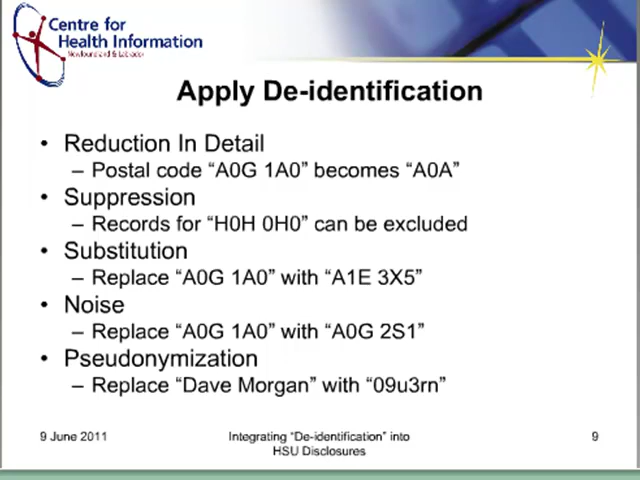 Centre for
Health Information
Newfoundland & Labrador
Apply De-identification
• Reduction In Detail
– Postal code “A0G 1A0” becomes “A0A”
• Suppression
– Records for “H0H 0H0” can be excluded
• Substitution
– Replace “A0G 1A0” with “A1E 3X5”
• Noise
– Replace “A0G 1A0” with “A0G 2S1”
• Pseudonymization
– Replace “Dave Morgan” with “09u3rn”
9 June 2011
Integrating “De-identification” into
HSU Disclosures
9